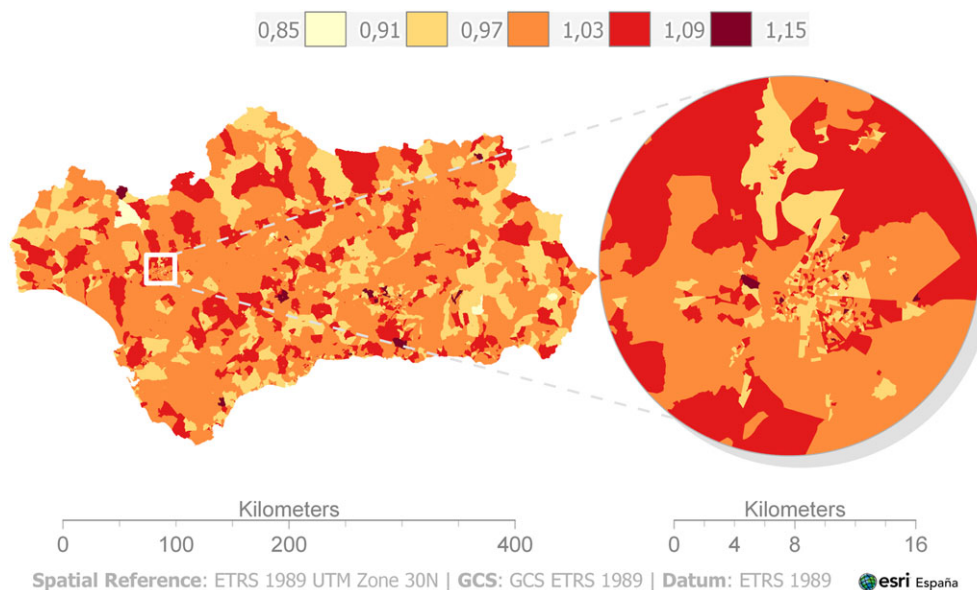 0,85 0,91 0,97 1,03 1,09 1,15
Kilometers
0 100 200 400
Kilometers
0 4 8 16
Spatial Reference: ETRS 1989 UTM Zone 30N | GCS: GCS ETRS 1989 | Datum: ETRS 1989
esri España